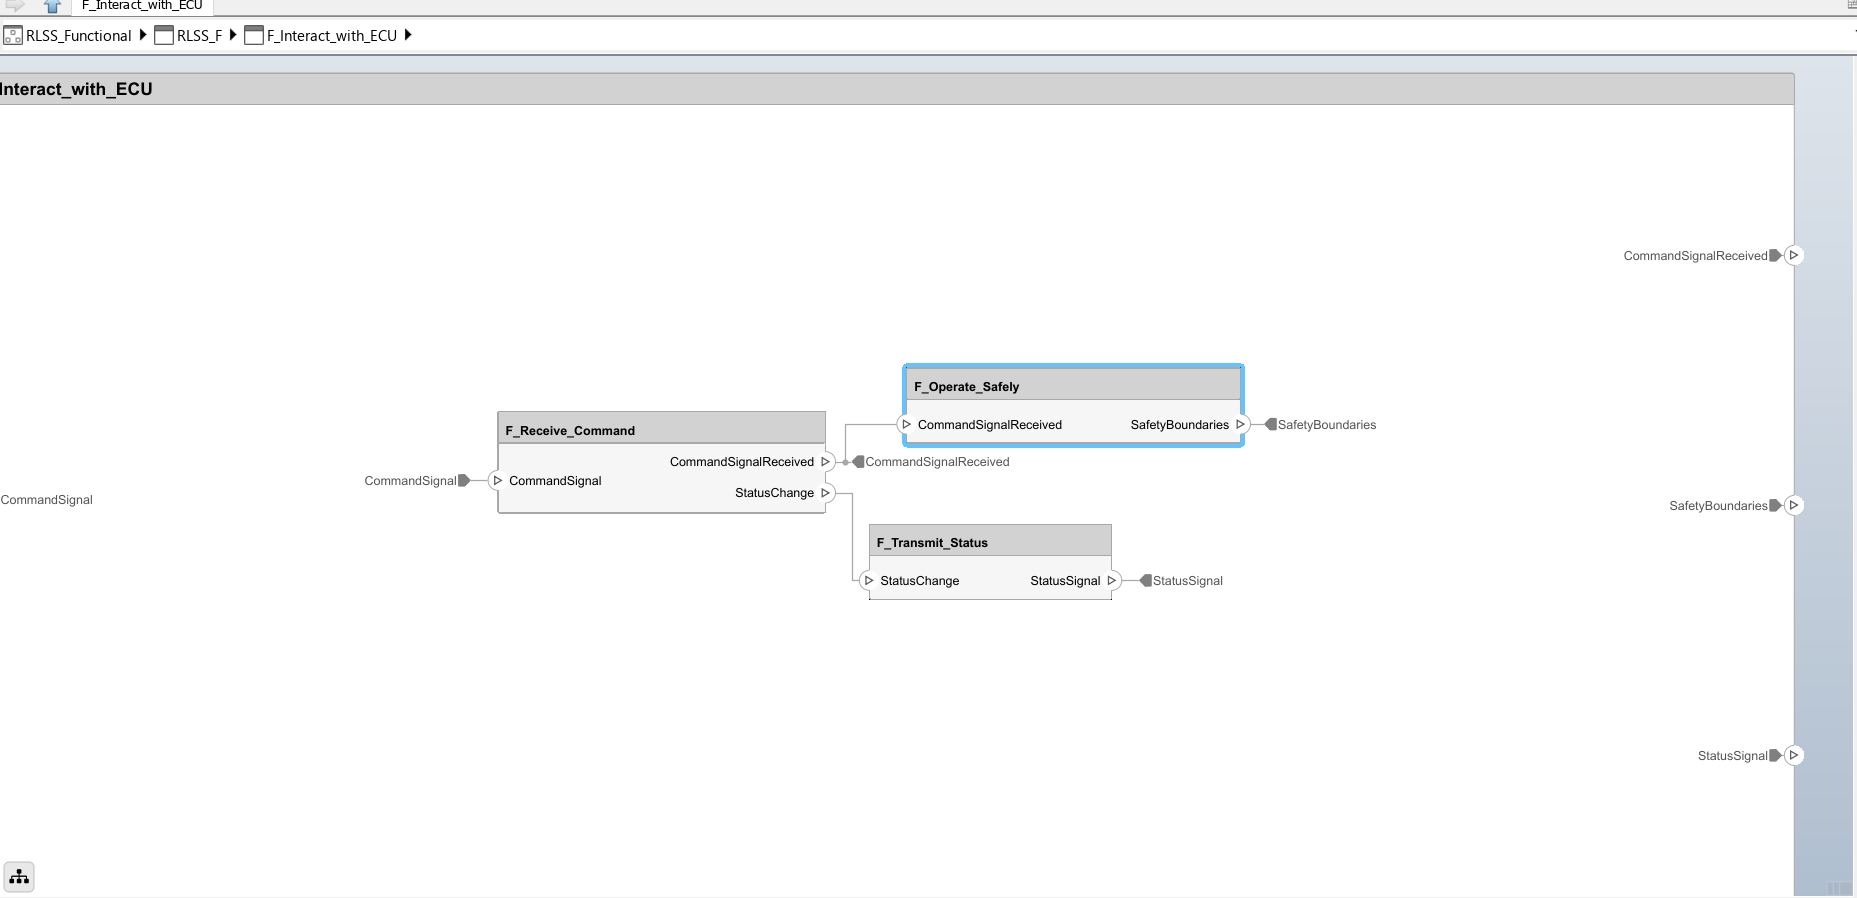 F_Interact_with_ECU
RLSS_Functional RLSS_F F_Interact_with_ECU
Interact_with_ECU
CommandSignalReceived
F_Operate_Safely
CommandSignalReceived SafetyBoundaries
SafetyBoundaries
F_Receive_Command
CommandSignalReceived
CommandSignalReceived
CommandSignal
CommandSignal
StatusChange
CommandSignal
SafetyBoundaries
F_Transmit_Status
StatusChange StatusSignal
StatusSignal
StatusSignal